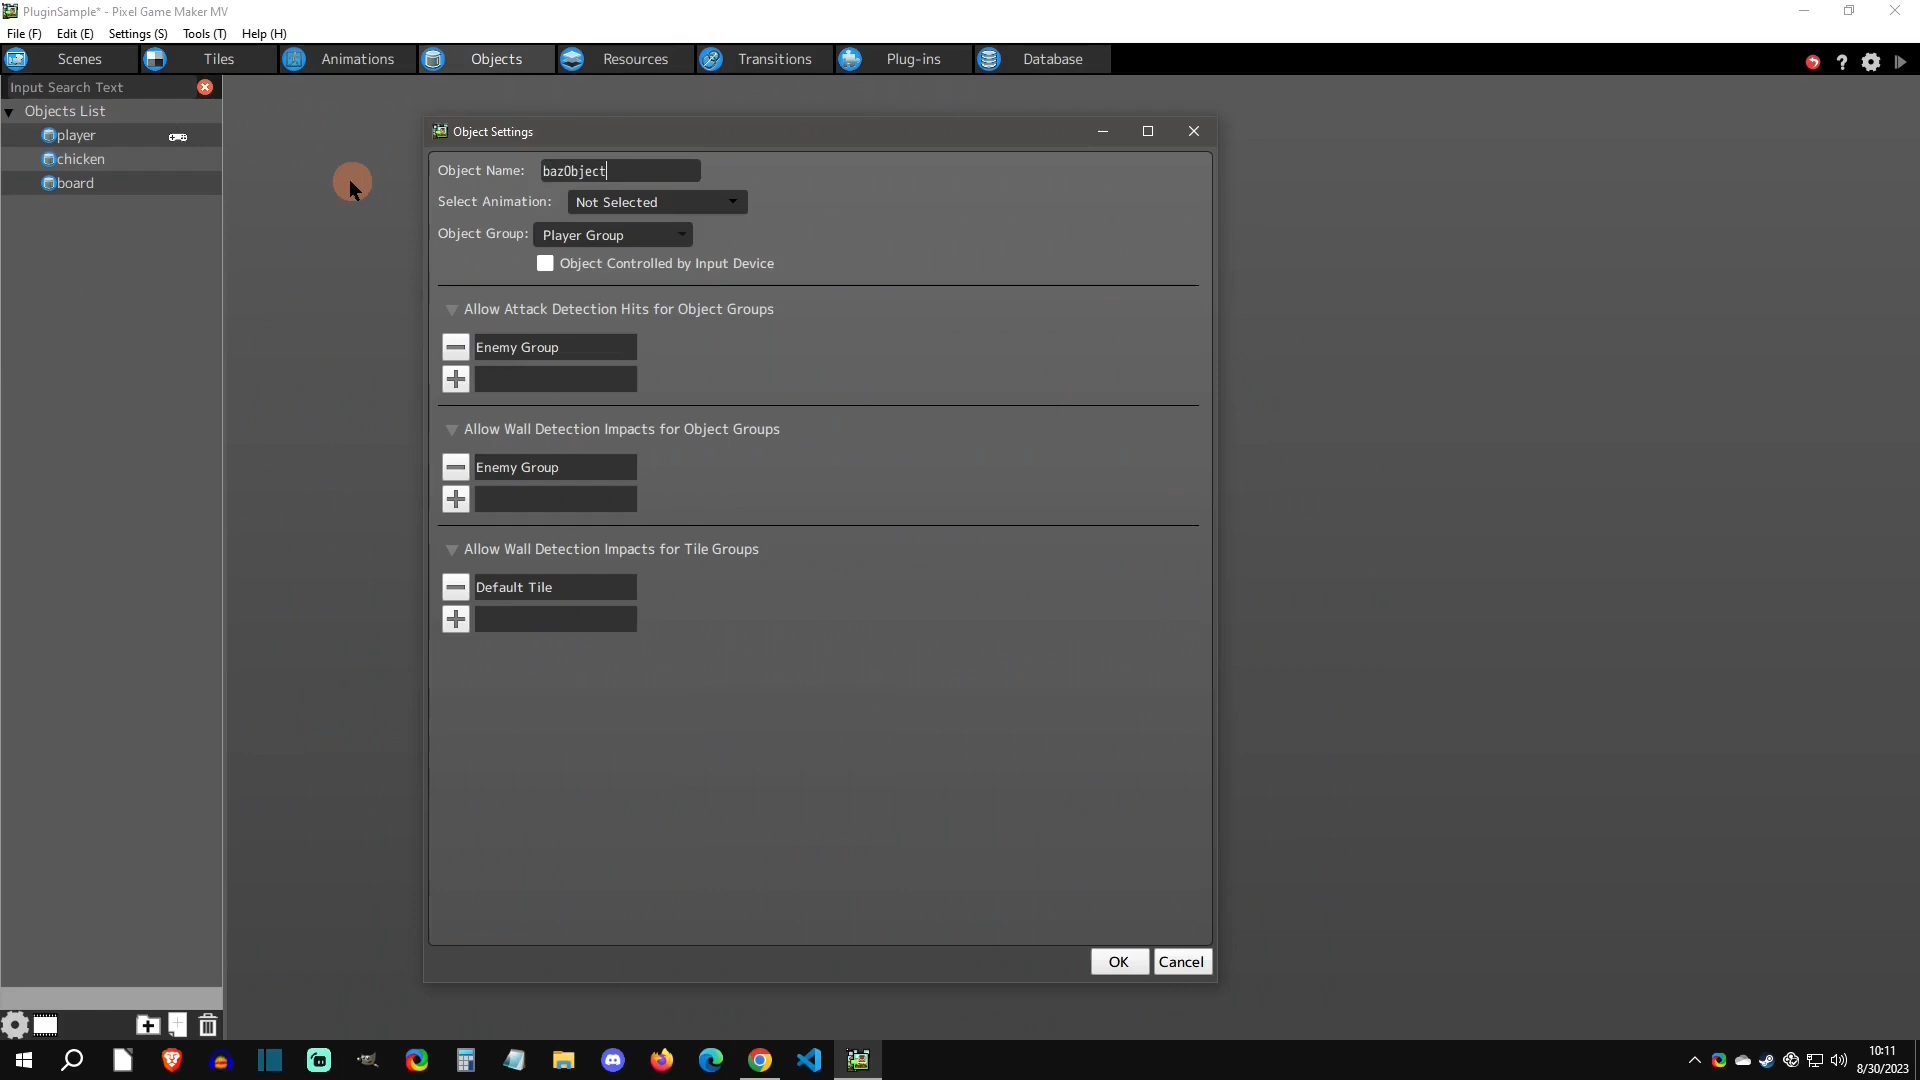 PluginSample* - Pixel Game Maker MV
File (F) Edit (E) Settings (S) Tools (T) Help (H)
Scenes Tiles Animations Objects Resources Transitions Plug-ins Database
Input Search Text
Objects List
player
chicken
board
Object Settings
Object Name: bazObject
Select Animation: Not Selected
Object Group: Player Group
Object Controlled by Input Device
Allow Attack Detection Hits for Object Groups
Enemy Group
Allow Wall Detection Impacts for Object Groups
Enemy Group
Allow Wall Detection Impacts for Tile Groups
Default Tile
OK Cancel
10:11
8/30/2023